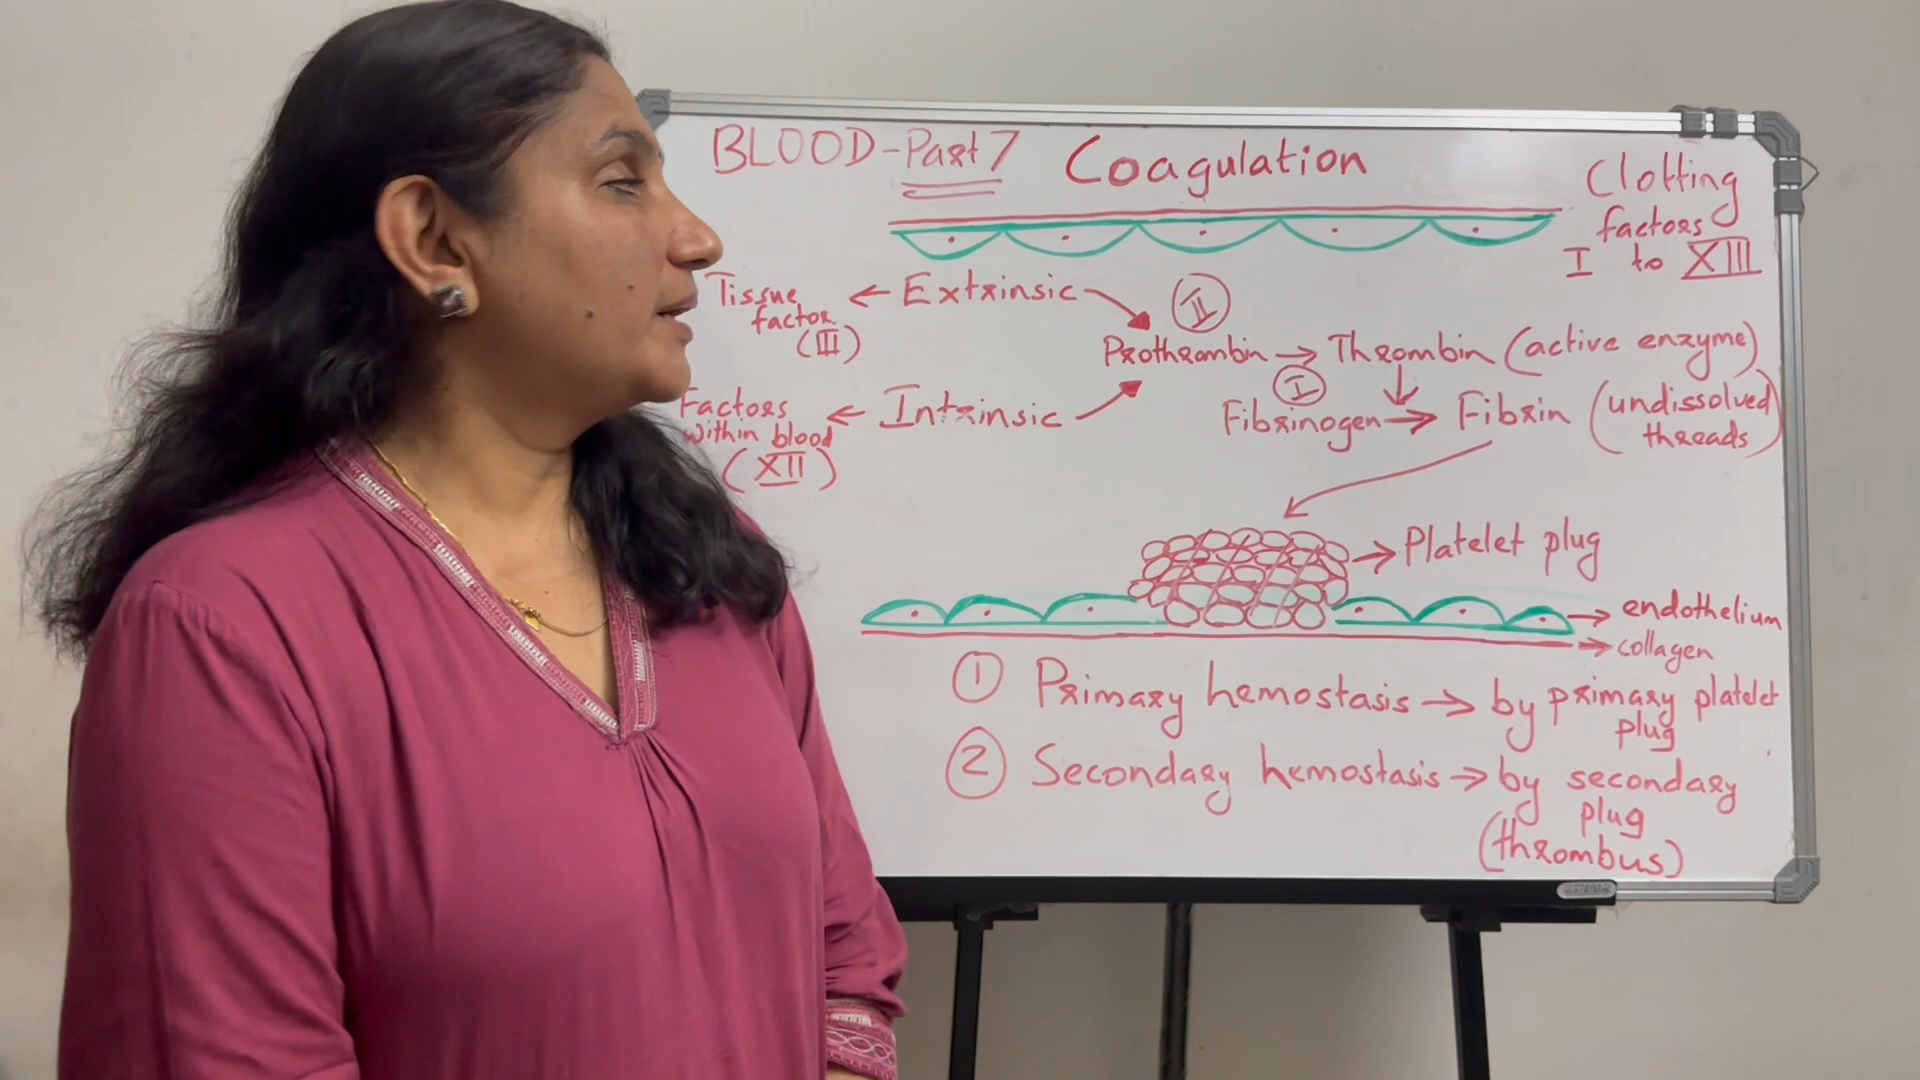 BLOOD-Part 7 Coagulation
Clotting
factors
I to XIII
Tissue
factor
(III)
← Extrinsic
II
Prothrombin → Thrombin (active enzyme)
Factors
within blood
(XII)
← Intrinsic
I
Fibrinogen → Fibrin (undissolved
threads)
→ Platelet plug
→ endothelium
→ collagen
① Primary hemostasis → by primary platelet
plug
② Secondary hemostasis → by secondary
plug
(thrombus)